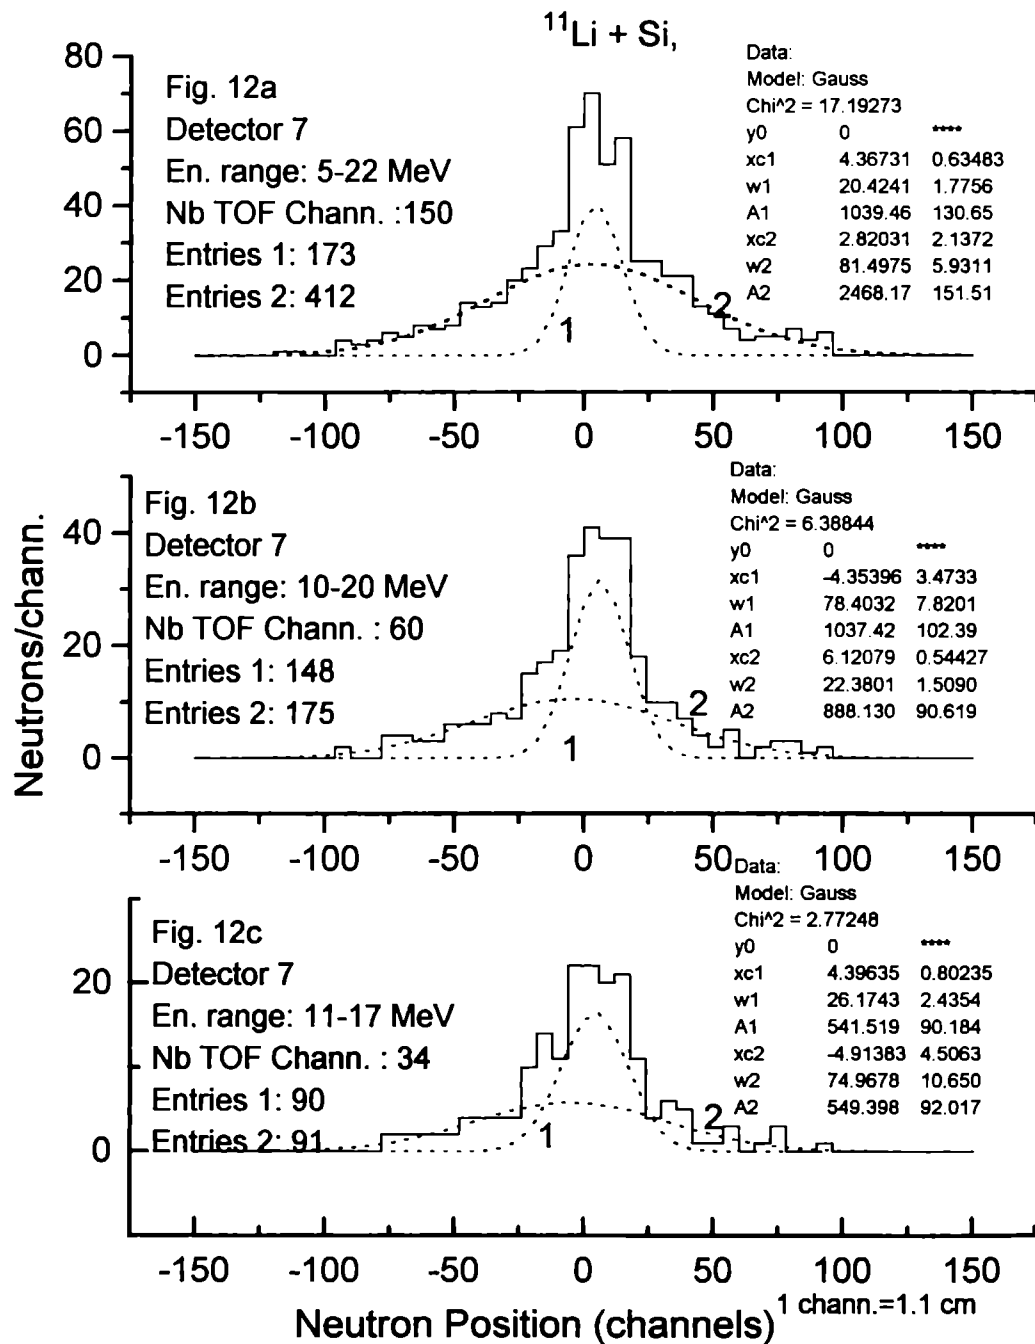 ¹¹Li + Si,
80
60
40
20
0
Fig. 12a
Detector 7
En. range: 5-22 MeV
Nb TOF Chann. :150
Entries 1: 173
Entries 2: 412
Data:
Model: Gauss
Chi^2 = 17.19273
y0 0 ****
xc1 4.36731 0.63483
w1 20.4241 1.7756
A1 1039.46 130.65
xc2 2.82031 2.1372
w2 81.4975 5.9311
A2 2468.17 151.51
1
2
-150 -100 -50 0 50 100 150
Neutrons/chann.
40
20
0
Fig. 12b
Detector 7
En. range: 10-20 MeV
Nb TOF Chann. : 60
Entries 1: 148
Entries 2: 175
Data:
Model: Gauss
Chi^2 = 6.38844
y0 0 ****
xc1 -4.35396 3.4733
w1 78.4032 7.8201
A1 1037.42 102.39
xc2 6.12079 0.54427
w2 22.3801 1.5090
A2 888.130 90.619
1
2
-150 -100 -50 0 50 100 150
20
0
Fig. 12c
Detector 7
En. range: 11-17 MeV
Nb TOF Chann. : 34
Entries 1: 90
Entries 2: 91
Data:
Model: Gauss
Chi^2 = 2.77248
y0 0 ****
xc1 4.39635 0.80235
w1 26.1743 2.4354
A1 541.519 90.184
xc2 -4.91383 4.5063
w2 74.9678 10.650
A2 549.398 92.017
1
2
-150 -100 -50 0 50 100 150
Neutron Position (channels)
1 chann.=1.1 cm